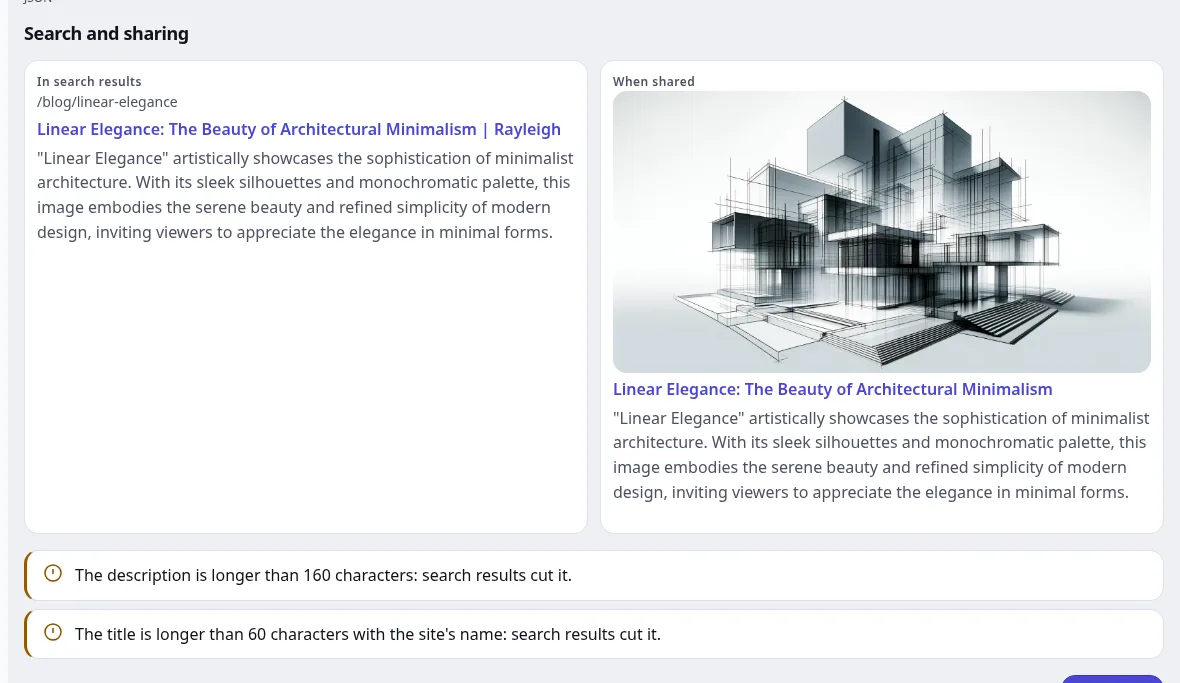 JSON
Search and sharing
In search results
/blog/linear-elegance
Linear Elegance: The Beauty of Architectural Minimalism | Rayleigh
"Linear Elegance" artistically showcases the sophistication of minimalist
architecture. With its sleek silhouettes and monochromatic palette, this
image embodies the serene beauty and refined simplicity of modern
design, inviting viewers to appreciate the elegance in minimal forms.
When shared
Linear Elegance: The Beauty of Architectural Minimalism
"Linear Elegance" artistically showcases the sophistication of minimalist
architecture. With its sleek silhouettes and monochromatic palette, this
image embodies the serene beauty and refined simplicity of modern
design, inviting viewers to appreciate the elegance in minimal forms.
The description is longer than 160 characters: search results cut it.
The title is longer than 60 characters with the site's name: search results cut it.